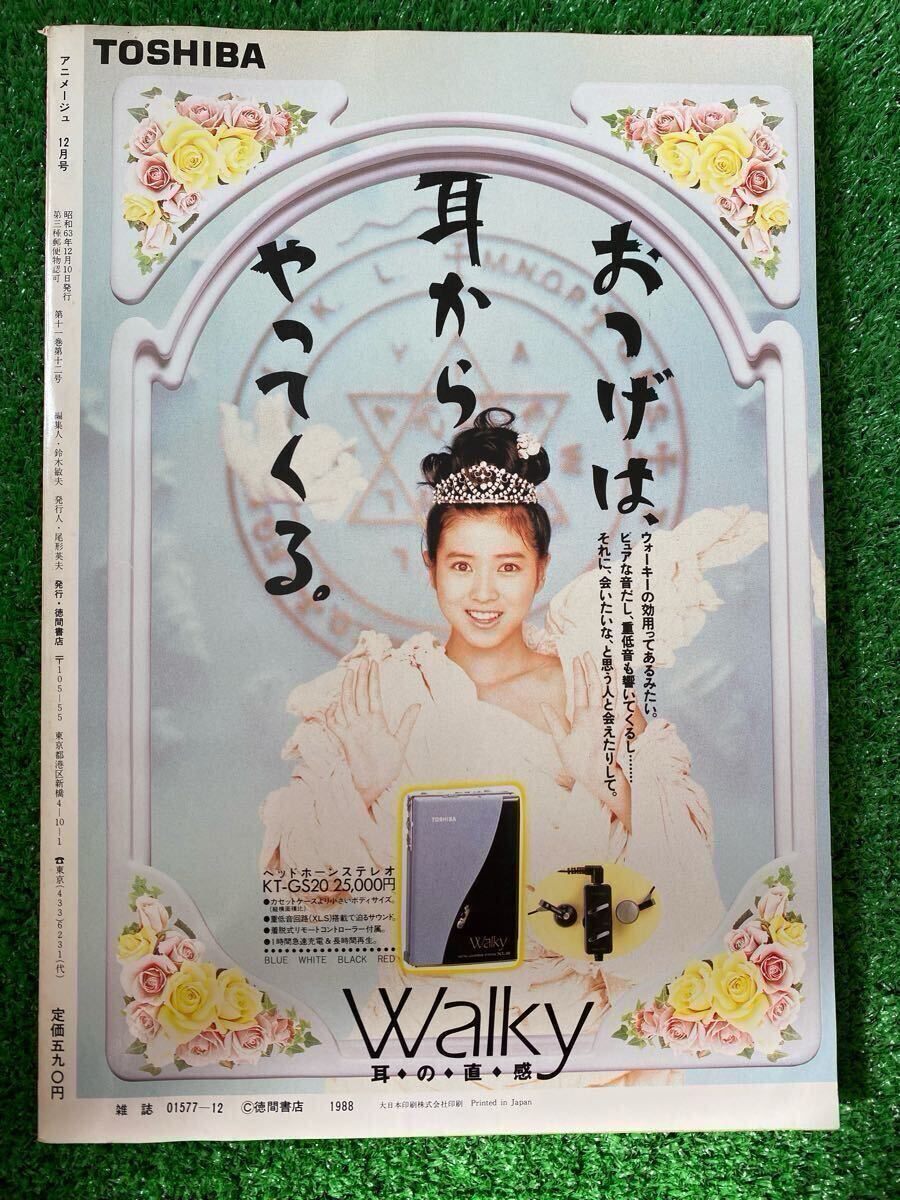 TOSHIBA
アニメージュ 12月号
昭和63年12月10日発行
第三種郵便物認可
第十一巻第十二号
編集人・鈴木敏夫 発行人・尾形英夫 発行・徳間書店 〒105-55 東京都港区新橋4-10-1 ☎東京(433)6231(代)
定価五九〇円
おつげは、
耳から
やってくる。
ウォーキーの効用ってあるみたい。
ピュアな音だし、重低音も響いてくるし……
それに、会いたいな、と思う人と会えたりして。
ヘッドホーンステレオ
KT-GS20 25,000円
●カセットケースより小さいボディサイズ。
(縦横面積比)
●重低音回路(XLS)搭載で迫るサウンド。
●着脱式リモートコントローラー付属。
●1時間急速充電&長時間再生。
BLUE WHITE BLACK RED
TOSHIBA
Walky
Walky
耳◆の◆直◆感
雑誌 01577-12 ©徳間書店 1988 大日本印刷株式会社印刷 Printed in Japan